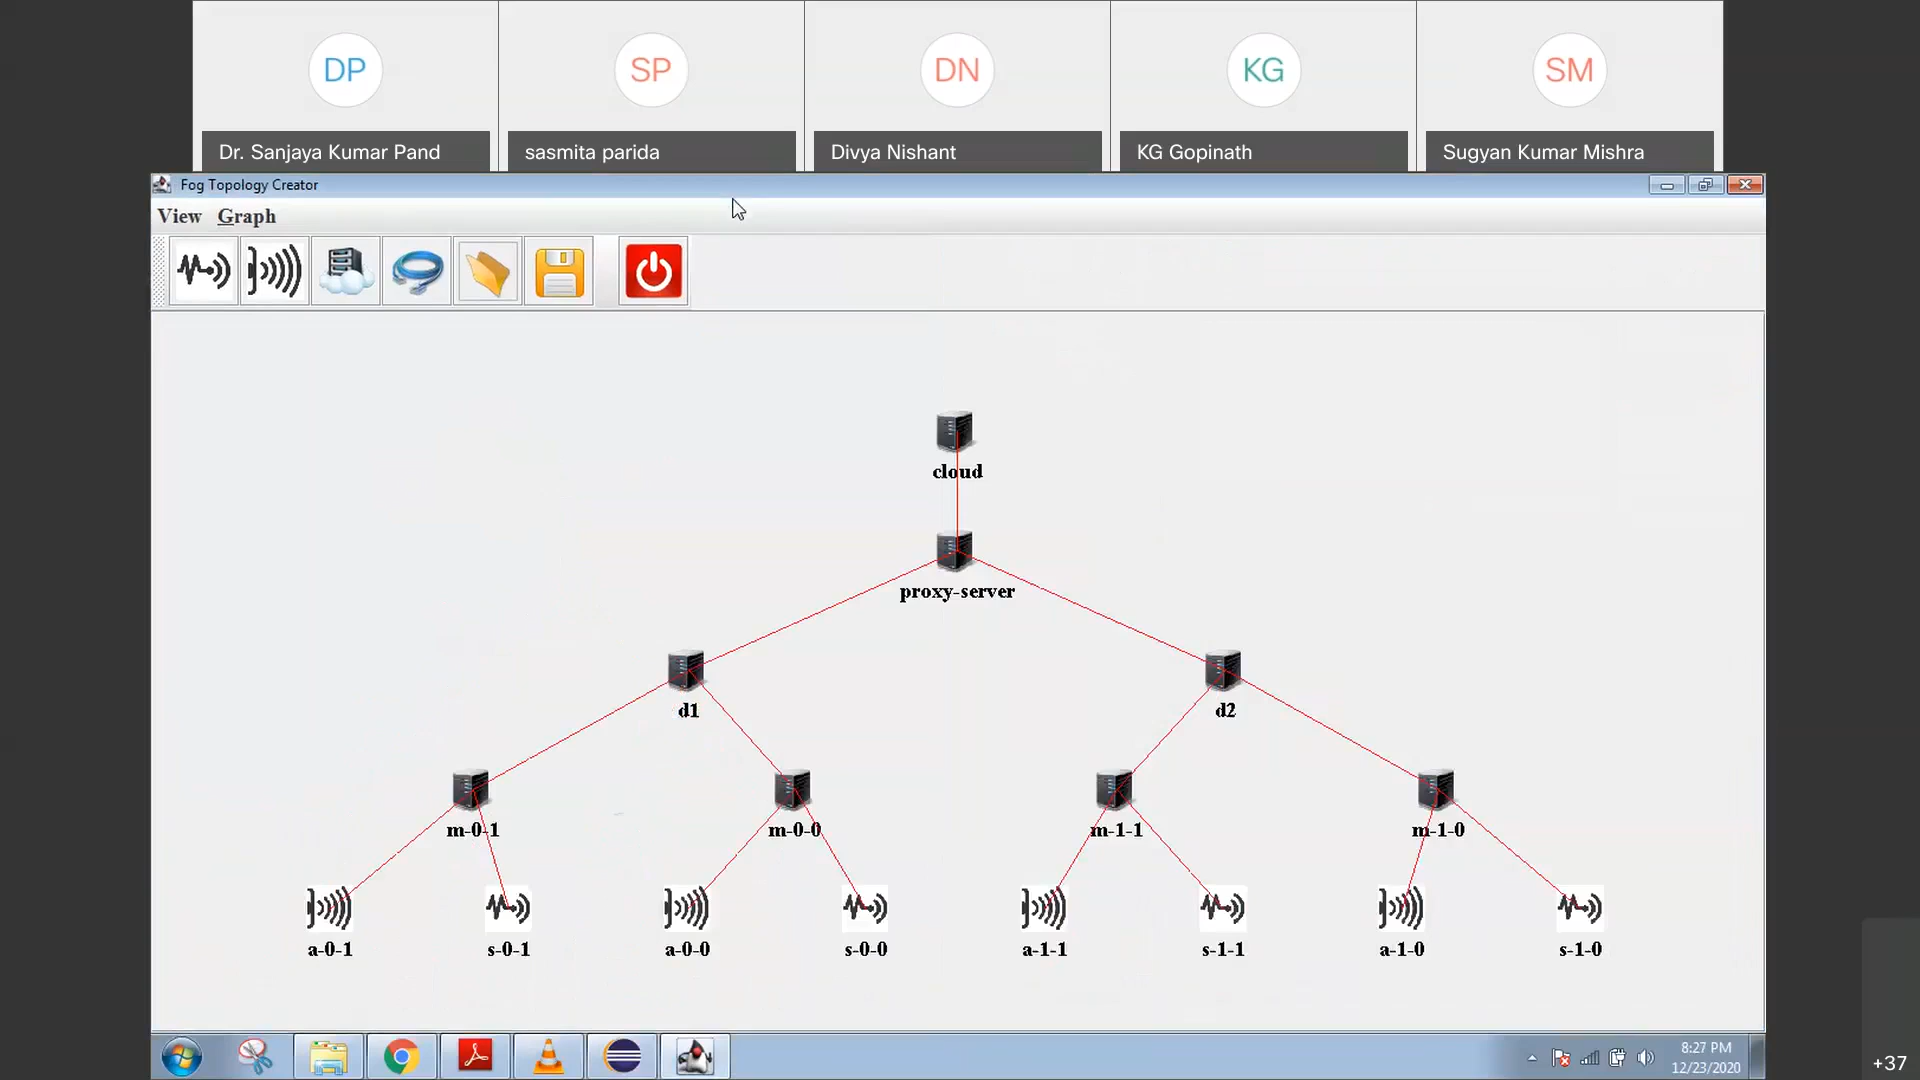 DP
SP
DN
KG
SM
Dr. Sanjaya Kumar Pand
sasmita parida
Divya Nishant
KG Gopinath
Sugyan Kumar Mishra
Fog Topology Creator
View Graph
cloud
proxy-server
d1
d2
m-0-1
m-0-0
m-1-1
m-1-0
a-0-1
s-0-1
a-0-0
s-0-0
a-1-1
s-1-1
a-1-0
s-1-0
8:27 PM
12/23/2020
+37